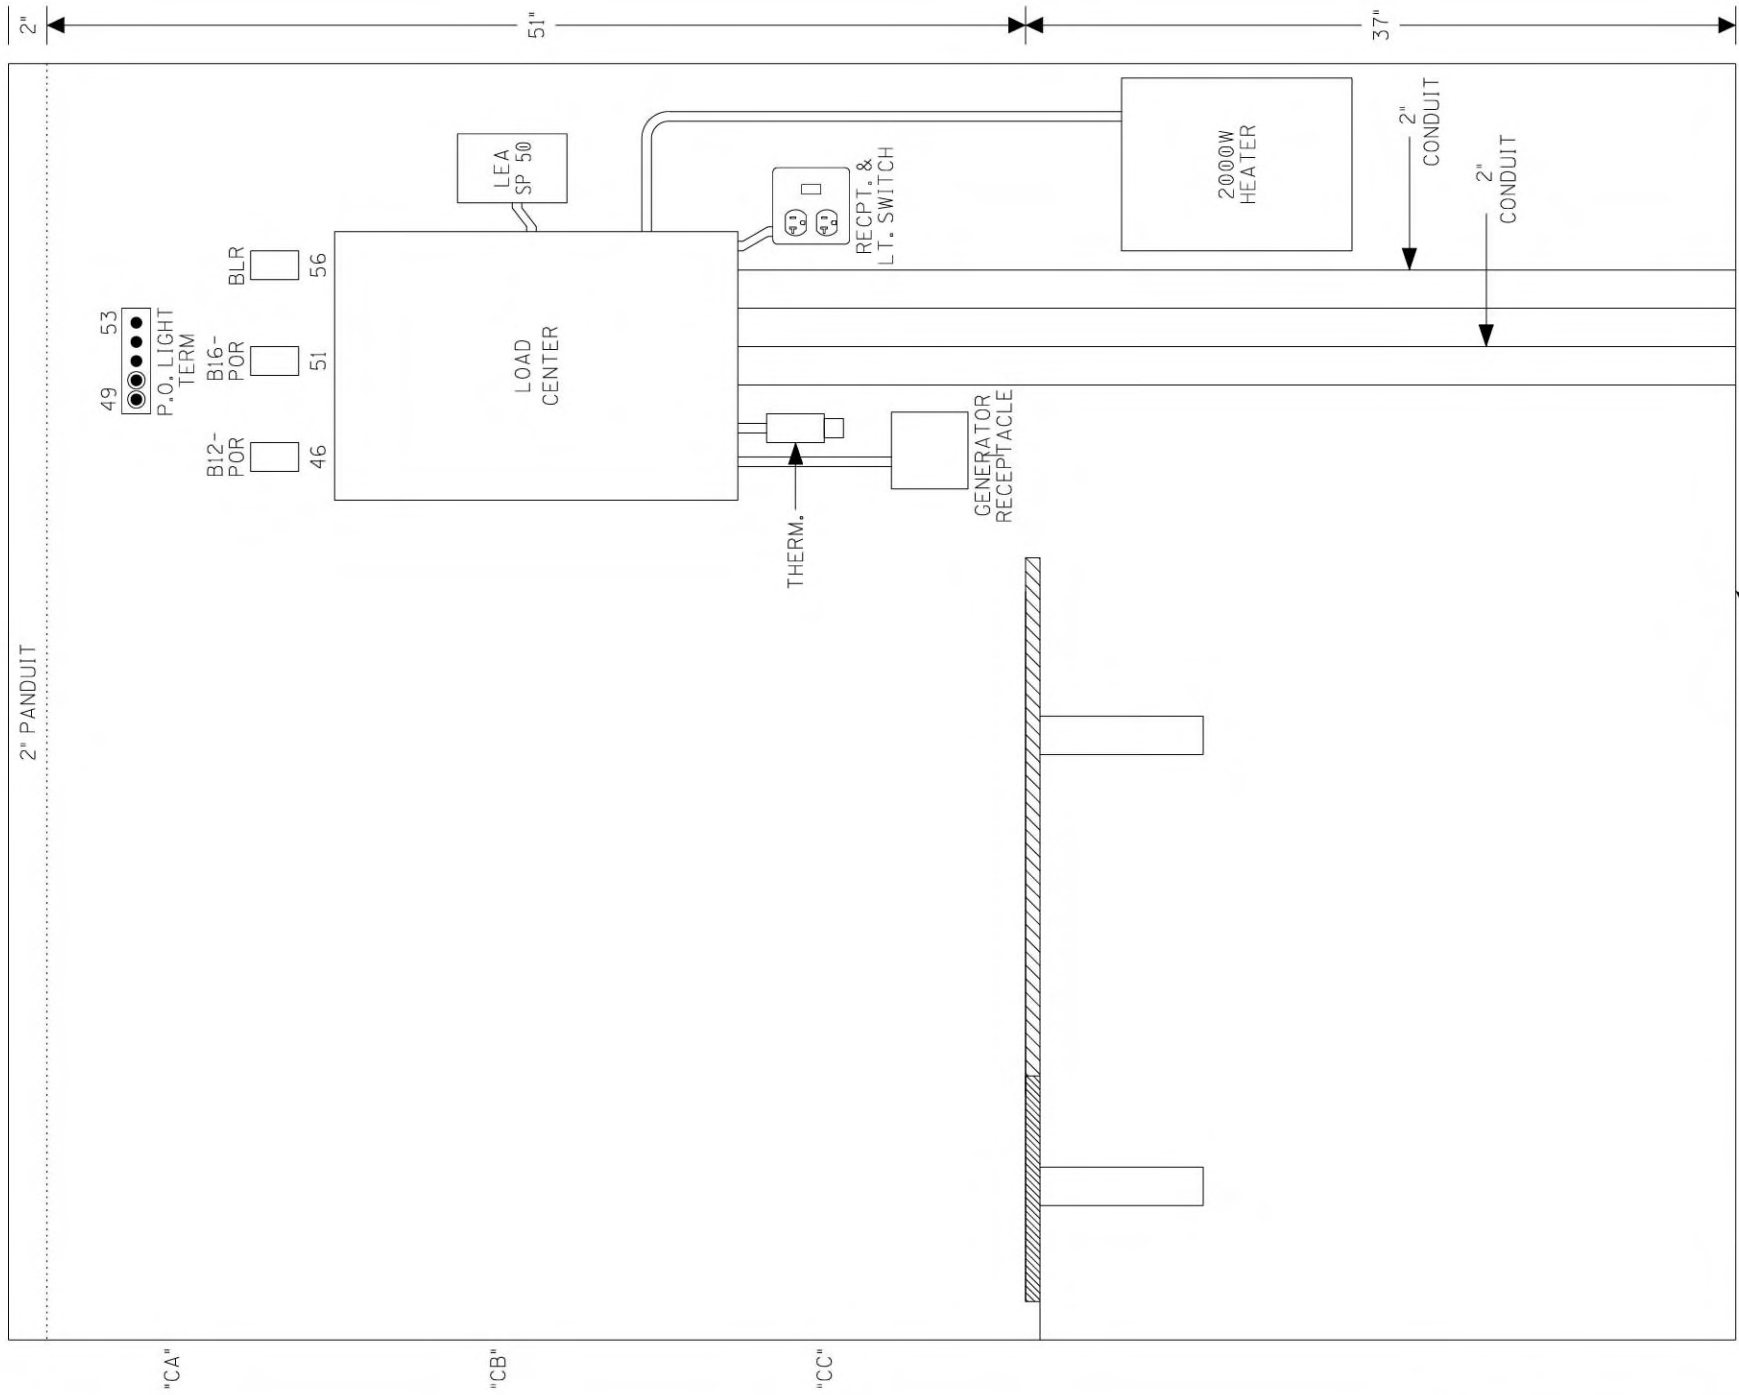 2"
51"
37"
2" PANDUIT
49
53
P.O. LIGHT
TERM
B12-
POR
B16-
POR
BLR
46
51
56
LEA
SP 50
LOAD
CENTER
RECPT. &
LT. SWITCH
THERM.
GENERATOR
RECEPTACLE
2000W
HEATER
2"
CONDUIT
2"
CONDUIT
"CA"
"CB"
"CC"